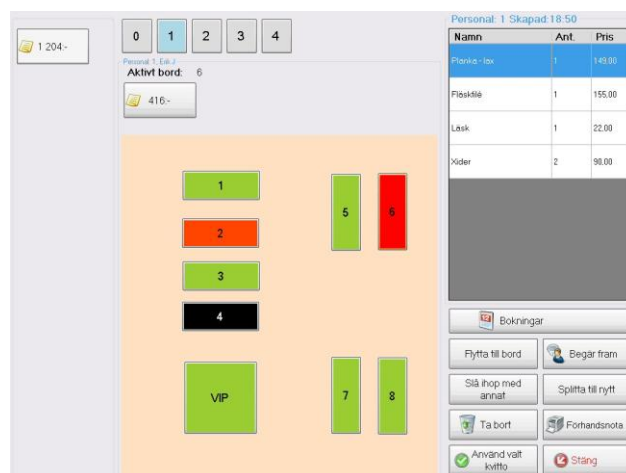 Personal: 1 Skapad:18:50
1 204:-
0 1 2 3 4
Personal: 1, Erik J
Aktivt bord: 6
416:-
Namn Ant. Pris
Planka - lax 1 149,00
Fläskfilé 1 155,00
Läsk 1 22,00
Xider 2 90,00
1
2
3
4
5
6
VIP
7
8
Bokningar
Flytta till bord
Begär fram
Slå ihop med
annat
Splitta till nytt
Ta bort
Förhandsnota
Använd valt
kvitto
Stäng